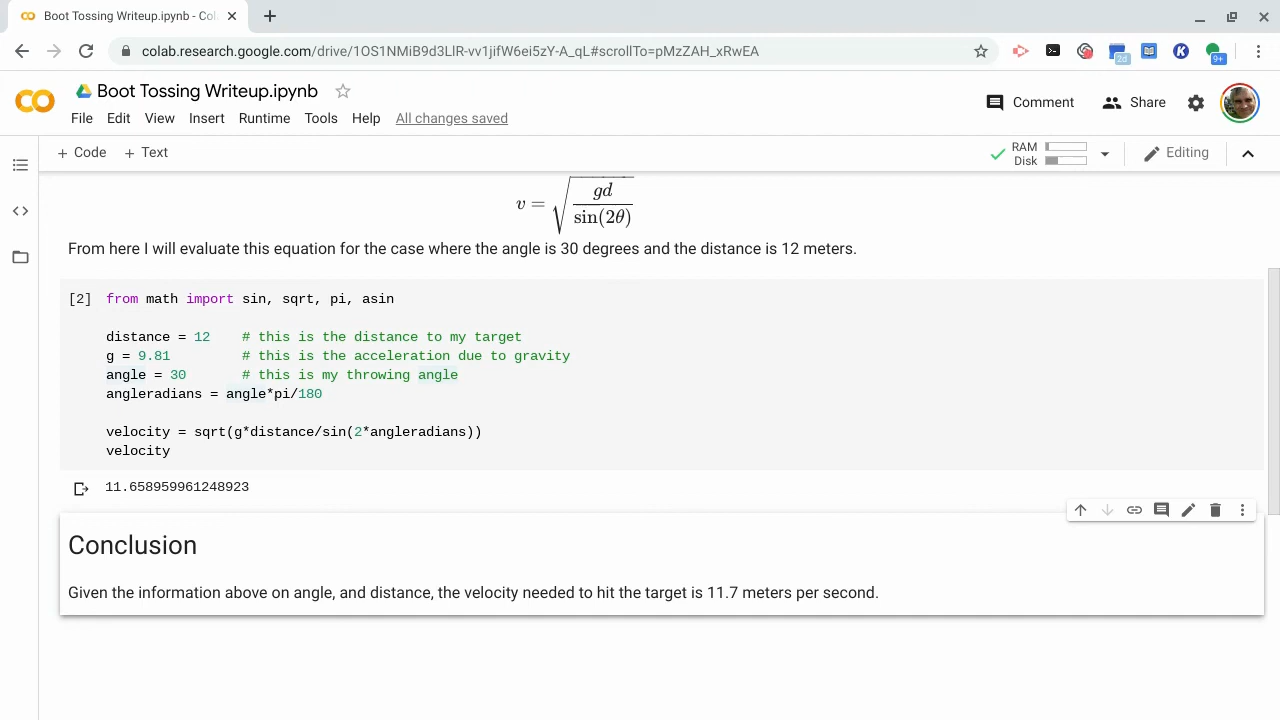 Boot Tossing Writeup.ipynb - Col
colab.research.google.com/drive/1OS1NMiB9d3LlR-vv1jifW6ei5zY-A_qL#scrollTo=pMzZAH_xRwEA
2d
K
9+
Boot Tossing Writeup.ipynb
Comment
Share
File Edit View Insert Runtime Tools Help All changes saved
+ Code + Text
RAM
Disk
Editing
v = √(gd / sin(2θ))
From here I will evaluate this equation for the case where the angle is 30 degrees and the distance is 12 meters.
[2] from math import sin, sqrt, pi, asin
distance = 12    # this is the distance to my target
g = 9.81         # this is the acceleration due to gravity
angle = 30       # this is my throwing angle
angleradians = angle*pi/180
velocity = sqrt(g*distance/sin(2*angleradians))
velocity
11.658959961248923
Conclusion
Given the information above on angle, and distance, the velocity needed to hit the target is 11.7 meters per second.